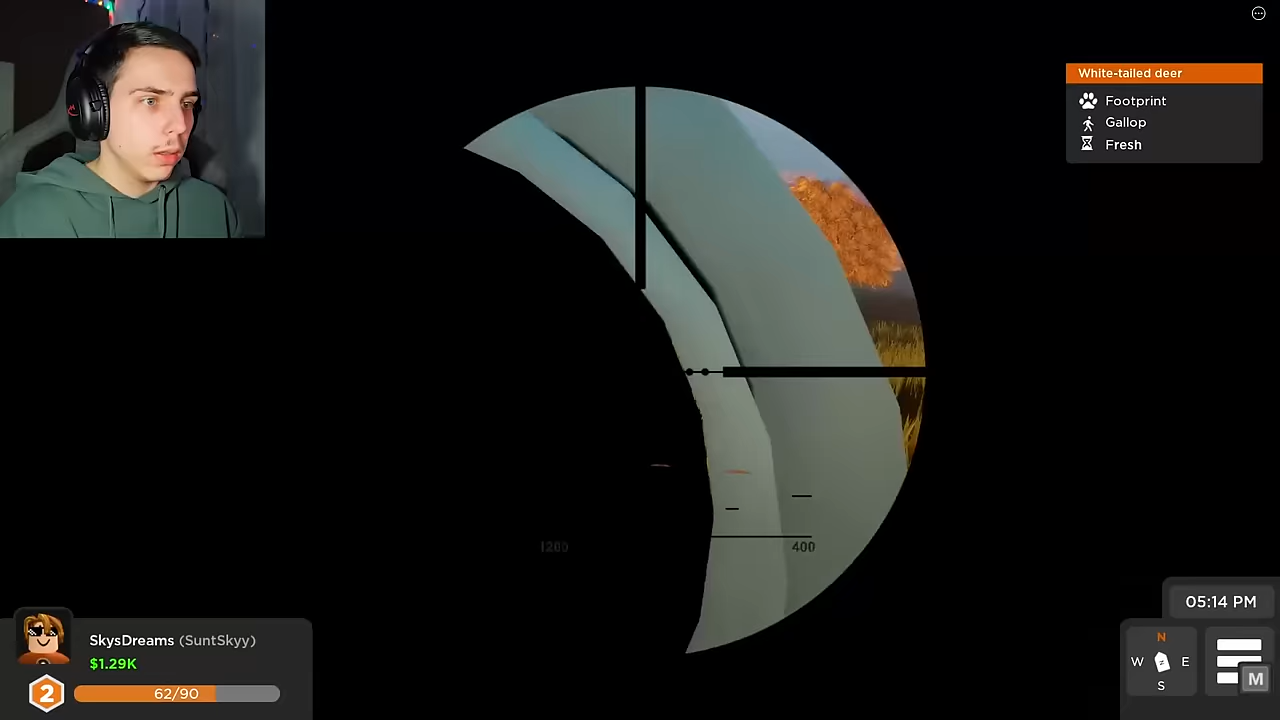 White-tailed deer
Footprint
Gallop
Fresh
1200
400
05:14 PM
N
W E
S
M
SkysDreams (SuntSkyy)
$1.29K
2
62/90